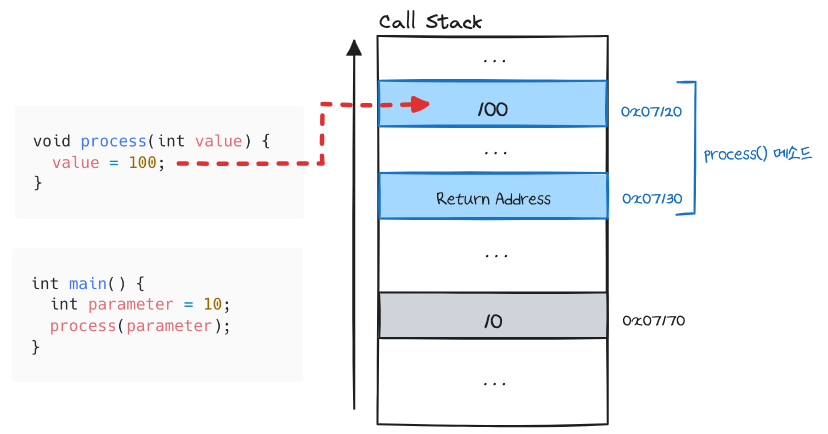 Call Stack
...
100
0x07120
...
process() 메소드
Return Address
0x07130
...
10
0x07170
...
void process(int value) {
value = 100;
}
int main() {
int parameter = 10;
process(parameter);
}